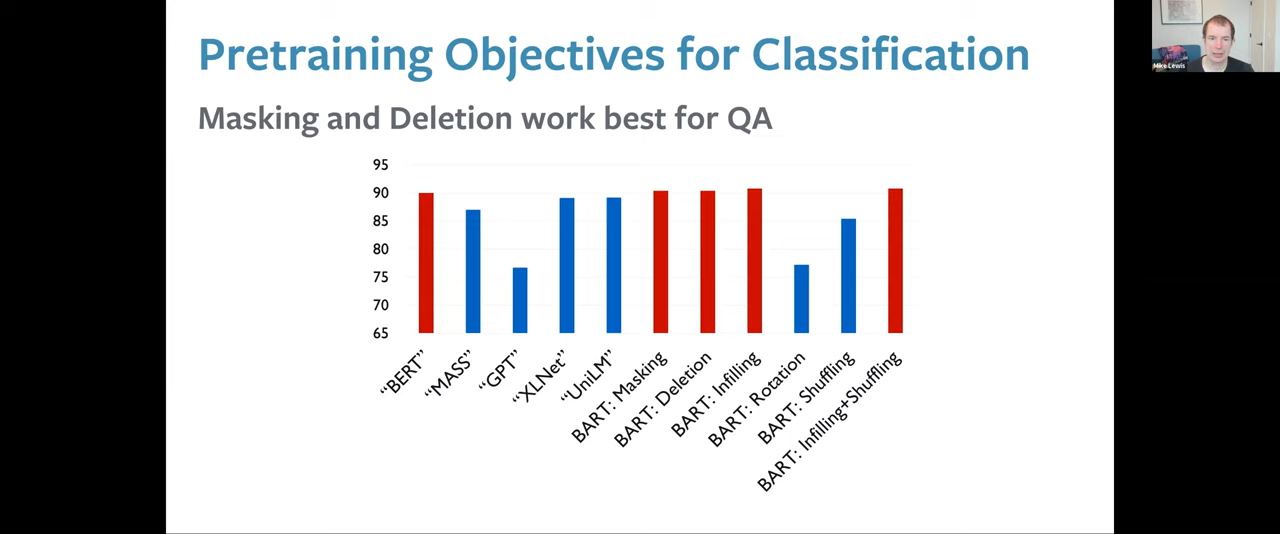 Pretraining Objectives for Classification
Masking and Deletion work best for QA
95
90
85
80
75
70
65
“BERT”
“MASS”
“GPT”
“XLNet”
“UniLM”
BART: Masking
BART: Deletion
BART: Infilling
BART: Rotation
BART: Shuffling
BART: Infilling+Shuffling
Mike Lewis